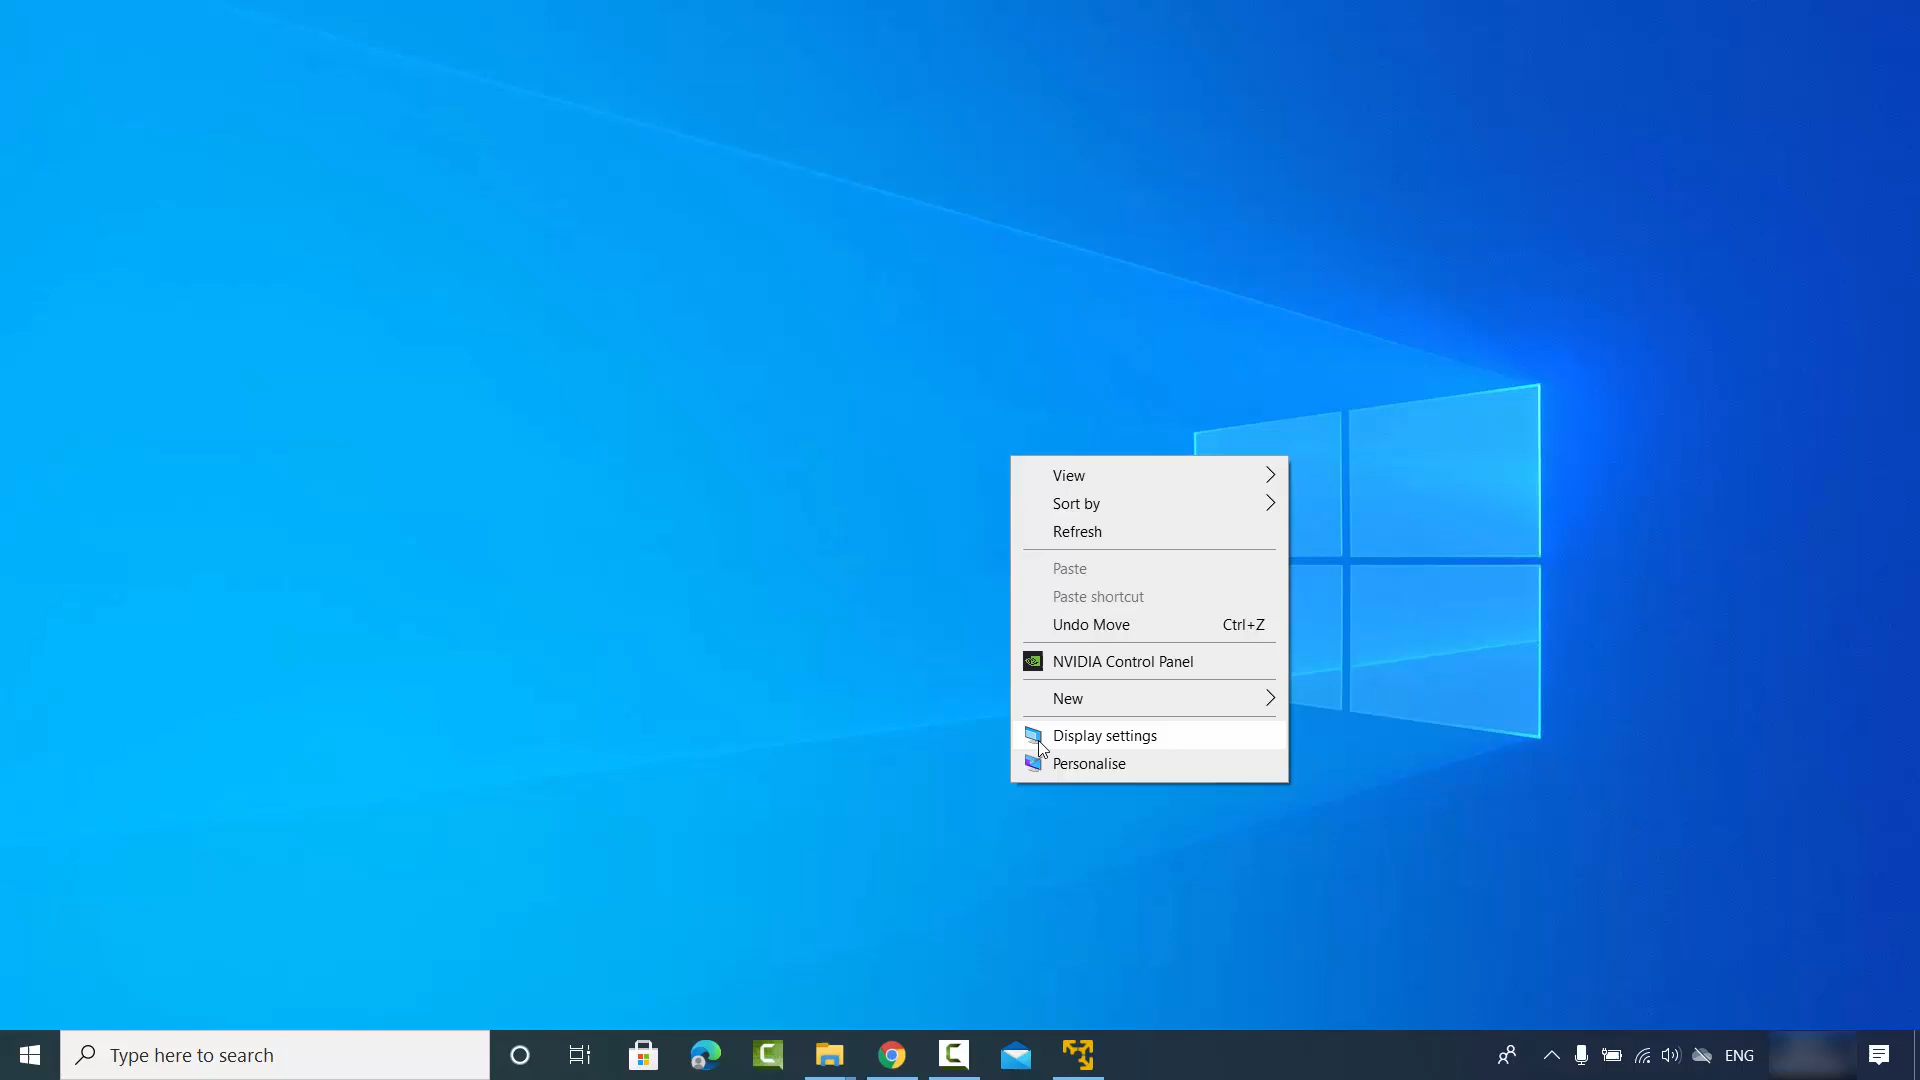 View
Sort by
Refresh
Paste
Paste shortcut
Undo Move Ctrl+Z
NVIDIA Control Panel
New
Display settings
Personalise
Type here to search
ENG